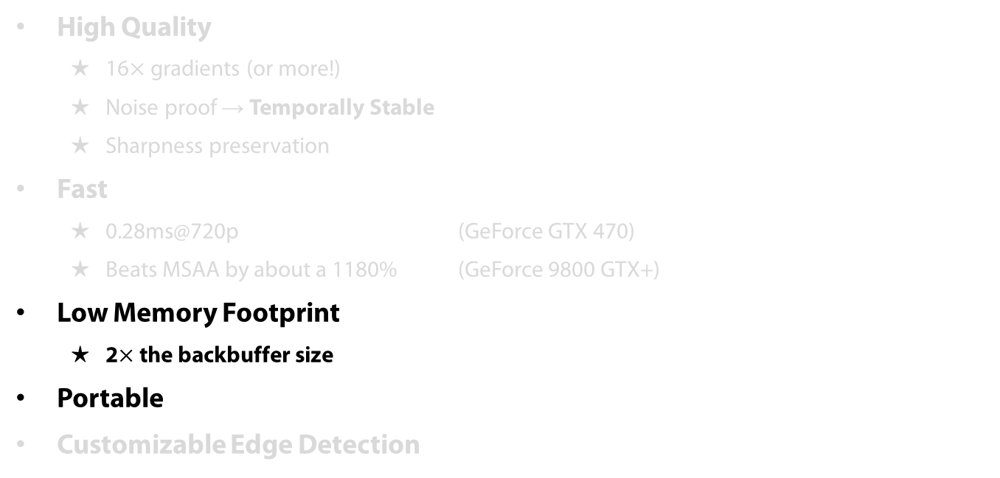 • High Quality
★ 16× gradients (or more!)
★ Noise proof → Temporally Stable
★ Sharpness preservation
• Fast
★ 0.28ms@720p (GeForce GTX 470)
★ Beats MSAA by about a 1180% (GeForce 9800 GTX+)
• Low Memory Footprint
★ 2× the backbuffer size
• Portable
• Customizable Edge Detection